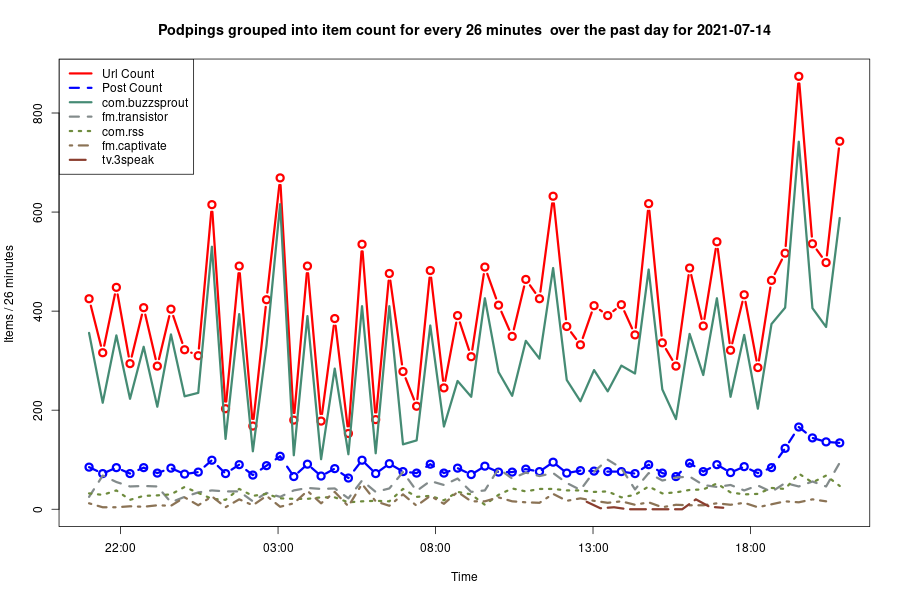 Podpings grouped into item count for every 26 minutes  over the past day for 2021-07-14
Url Count
Post Count
com.buzzsprout
fm.transistor
com.rss
fm.captivate
tv.3speak
Items / 26 minutes
800
600
400
200
0
22:00 03:00 08:00 13:00 18:00
Time